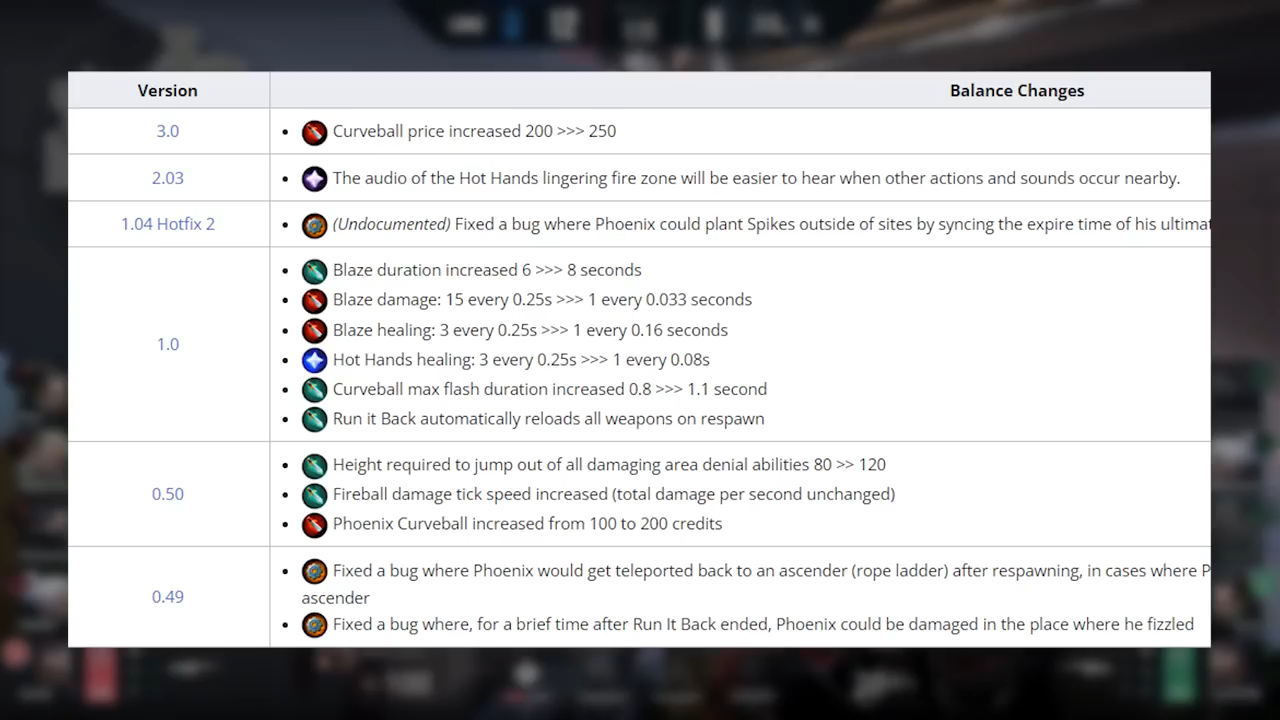 Version Balance Changes
3.0
Curveball price increased 200 >>> 250
2.03
The audio of the Hot Hands lingering fire zone will be easier to hear when other actions and sounds occur nearby.
1.04 Hotfix 2
(Undocumented) Fixed a bug where Phoenix could plant Spikes outside of sites by syncing the expire time of his ultimat
1.0
Blaze duration increased 6 >>> 8 seconds
Blaze damage: 15 every 0.25s >>> 1 every 0.033 seconds
Blaze healing: 3 every 0.25s >>> 1 every 0.16 seconds
Hot Hands healing: 3 every 0.25s >>> 1 every 0.08s
Curveball max flash duration increased 0.8 >>> 1.1 second
Run it Back automatically reloads all weapons on respawn
0.50
Height required to jump out of all damaging area denial abilities 80 >> 120
Fireball damage tick speed increased (total damage per second unchanged)
Phoenix Curveball increased from 100 to 200 credits
0.49
Fixed a bug where Phoenix would get teleported back to an ascender (rope ladder) after respawning, in cases where P
ascender
Fixed a bug where, for a brief time after Run It Back ended, Phoenix could be damaged in the place where he fizzled